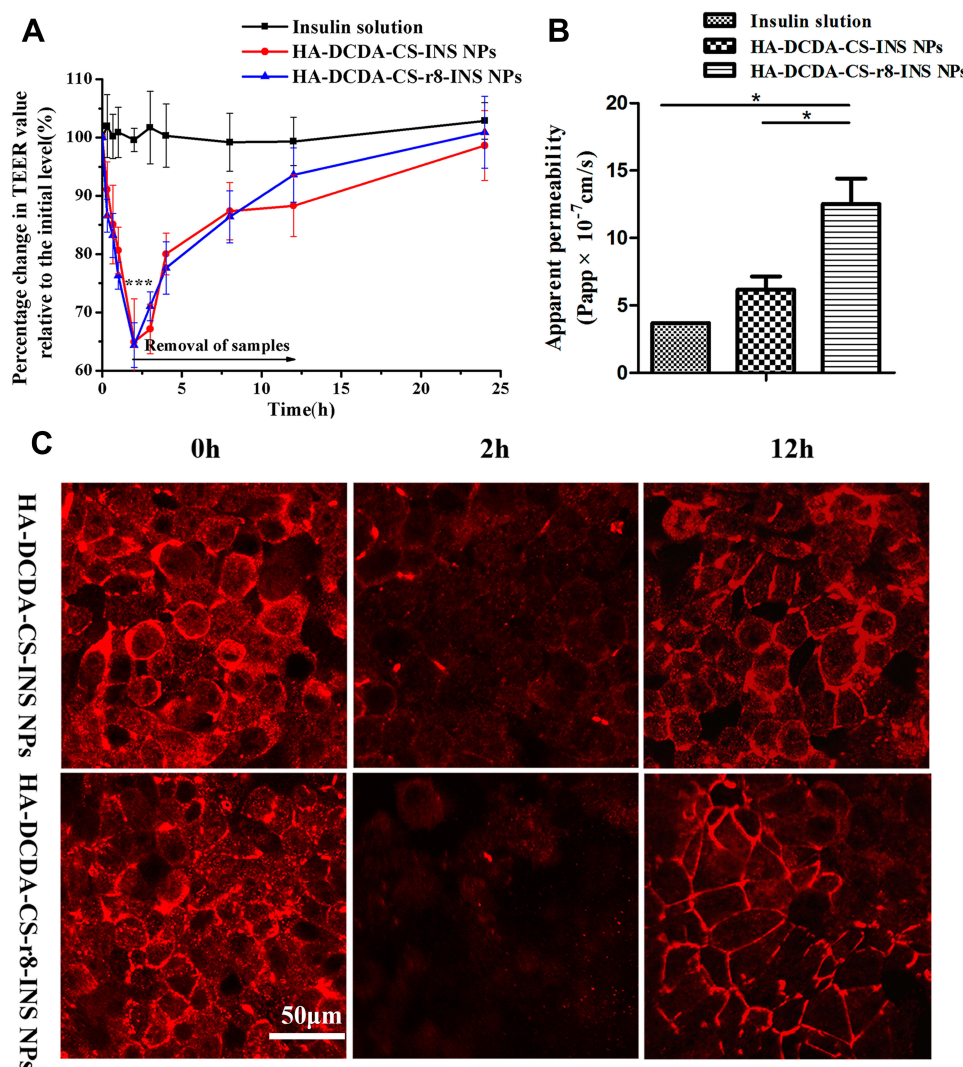 A
Insulin solution
HA-DCDA-CS-INS NPs
HA-DCDA-CS-r8-INS NPs
Percentage change in TEER value
relative to the initial level(%)
110
100
90
80
70
60
***
Removal of samples
0
5
10
15
20
25
Time(h)
B
Insulin slution
HA-DCDA-CS-INS NPs
HA-DCDA-CS-r8-INS NPs
Apparent permeability
(Papp × 10⁻⁷cm/s)
20
15
10
5
0
*
*
C
0h
2h
12h
HA-DCDA-CS-INS NPs
HA-DCDA-CS-r8-INS NPs
50μm